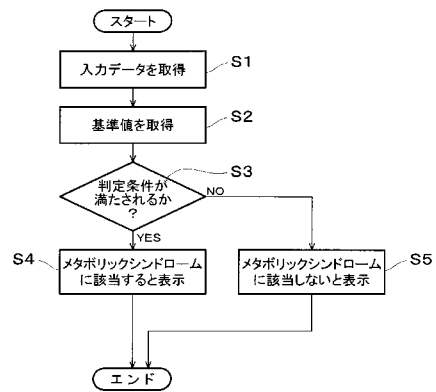 スタート
入力データを取得
S1
基準値を取得
S2
判定条件が
満たされるか
?
S3
NO
YES
S4
メタボリックシンドローム
に該当すると表示
メタボリックシンドローム
に該当しないと表示
S5
エンド